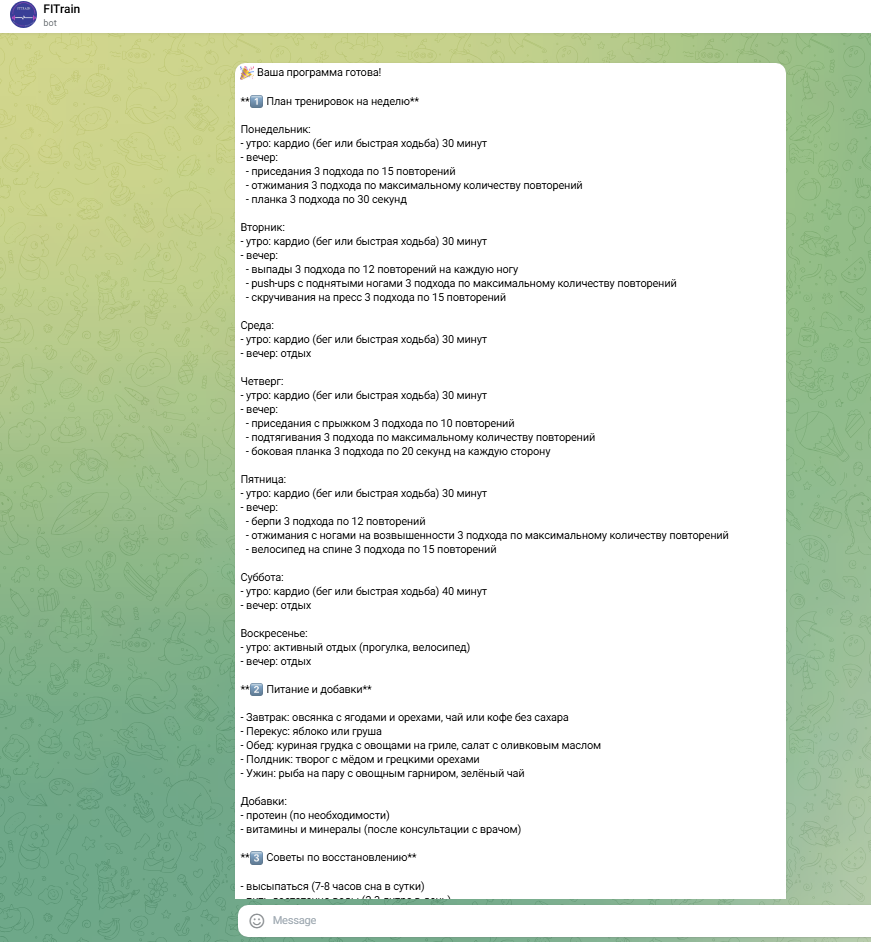 FITrain
bot
🎉 Ваша программа готова!
**1️⃣ План тренировок на неделю**
Понедельник:
- утро: кардио (бег или быстрая ходьба) 30 минут
- вечер:
- приседания 3 подхода по 15 повторений
- отжимания 3 подхода по максимальному количеству повторений
- планка 3 подхода по 30 секунд
Вторник:
- утро: кардио (бег или быстрая ходьба) 30 минут
- вечер:
- выпады 3 подхода по 12 повторений на каждую ногу
- push-ups с поднятыми ногами 3 подхода по максимальному количеству повторений
- скручивания на пресс 3 подхода по 15 повторений
Среда:
- утро: кардио (бег или быстрая ходьба) 30 минут
- вечер: отдых
Четверг:
- утро: кардио (бег или быстрая ходьба) 30 минут
- вечер:
- приседания с прыжком 3 подхода по 10 повторений
- подтягивания 3 подхода по максимальному количеству повторений
- боковая планка 3 подхода по 20 секунд на каждую сторону
Пятница:
- утро: кардио (бег или быстрая ходьба) 30 минут
- вечер:
- берпи 3 подхода по 12 повторений
- отжимания с ногами на возвышенности 3 подхода по максимальному количеству повторений
- велосипед на спине 3 подхода по 15 повторений
Суббота:
- утро: кардио (бег или быстрая ходьба) 40 минут
- вечер: отдых
Воскресенье:
- утро: активный отдых (прогулка, велосипед)
- вечер: отдых
**2️⃣ Питание и добавки**
- Завтрак: овсянка с ягодами и орехами, чай или кофе без сахара
- Перекус: яблоко или груша
- Обед: куриная грудка с овощами на гриле, салат с оливковым маслом
- Полдник: творог с мёдом и грецкими орехами
- Ужин: рыба на пару с овощным гарниром, зелёный чай
Добавки:
- протеин (по необходимости)
- витамины и минералы (после консультации с врачом)
**3️⃣ Советы по восстановлению**
- высыпаться (7-8 часов сна в сутки)
Message